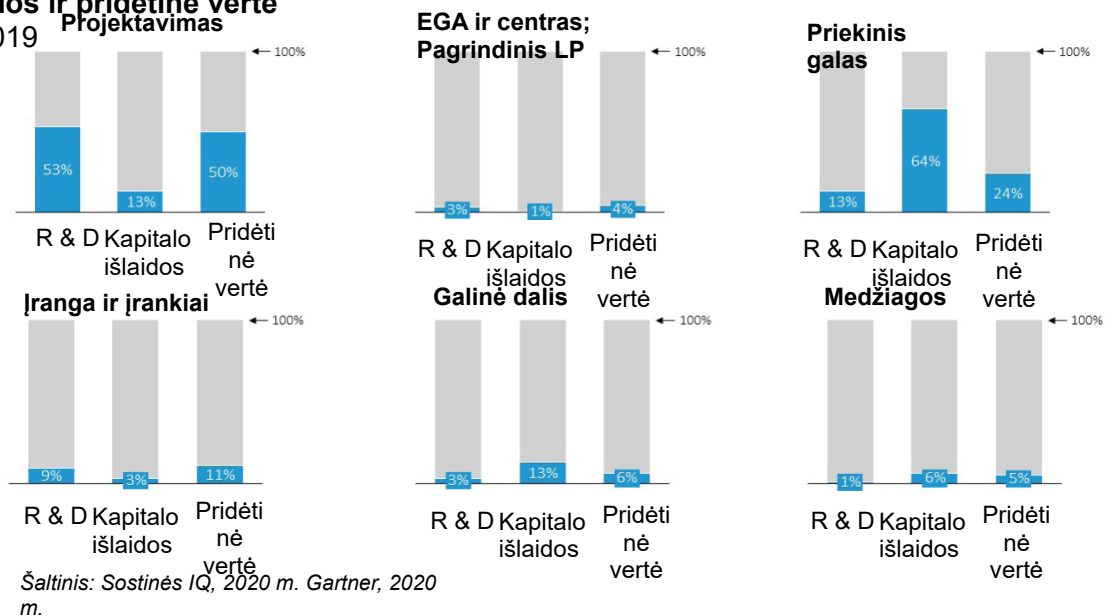 ir pridėtinė vertė
019
Projektavimas
100%
53%
13%
50%
R & D
Kapitalo
išlaidos
Pridėti
nė
vertė
EGA ir centras;
Pagrindinis LP
100%
3%
1%
4%
R & D
Kapitalo
išlaidos
Pridėti
nė
vertė
Priekinis
galas
100%
13%
64%
24%
R & D
Kapitalo
išlaidos
Pridėti
nė
vertė
Įranga ir įrankiai
100%
9%
3%
11%
R & D
Kapitalo
išlaidos
Pridėti
nė
vertė
Galinė dalis
100%
3%
13%
6%
R & D
Kapitalo
išlaidos
Pridėti
nė
vertė
Medžiagos
100%
1%
6%
5%
R & D
Kapitalo
išlaidos
Pridėti
nė
vertė
Šaltinis: Sostinės IQ, 2020 m. Gartner, 2020
m.